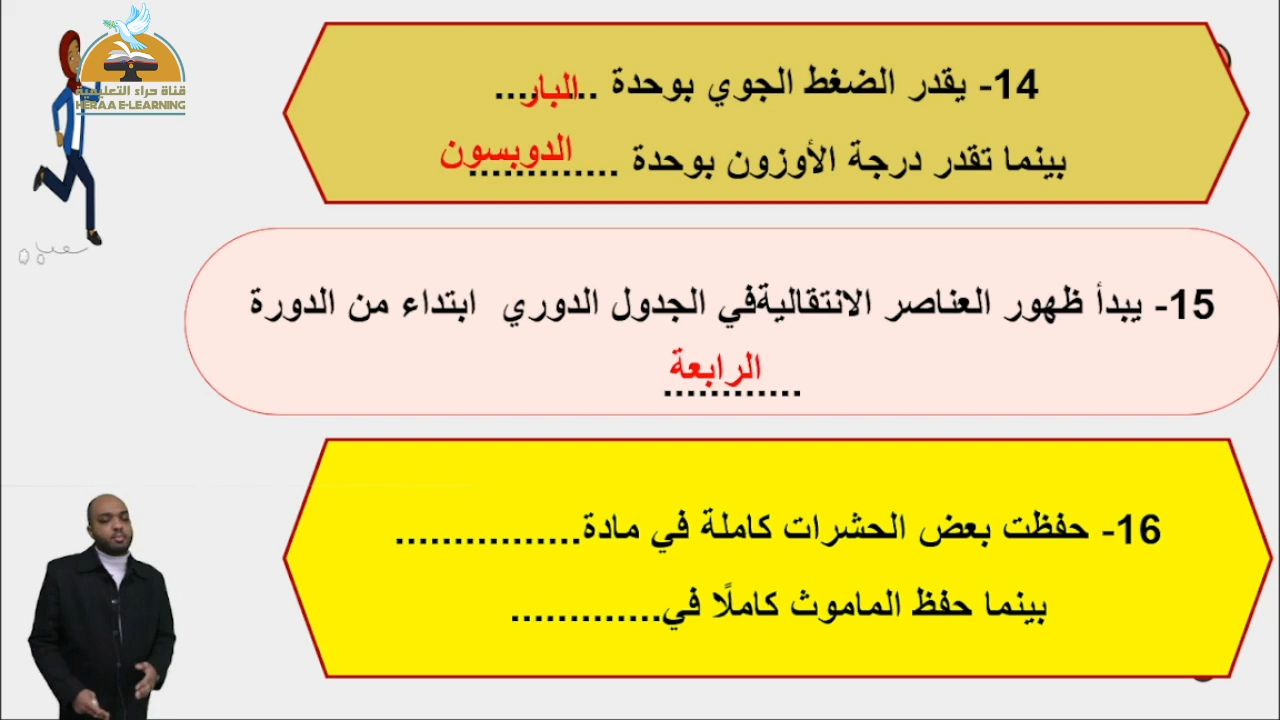 قناة حراء التعليمية
HERAA E-LEARNING
14- يقدر الضغط الجوي بوحدة .........
البار
بينما تقدر درجة الأوزون بوحدة .............
الدوبسون
15- يبدأ ظهور العناصر الانتقاليةفي الجدول الدوري ابتداء من الدورة
الرابعة
............
16- حفظت بعض الحشرات كاملة في مادة................
بينما حفظ الماموث كاملًا في.............